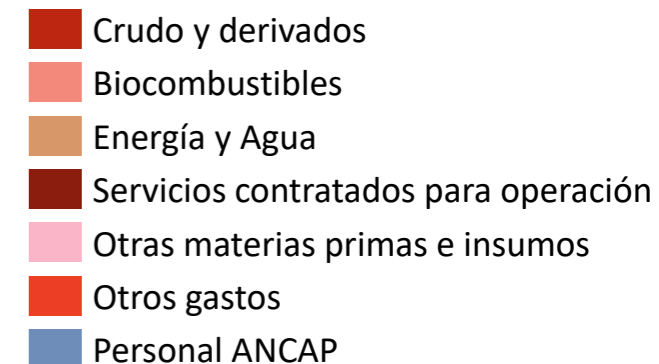 Crudo y derivados
Biocombustibles
Energía y Agua
Servicios contratados para operación
Otras materias primas e insumos
Otros gastos
Personal ANCAP